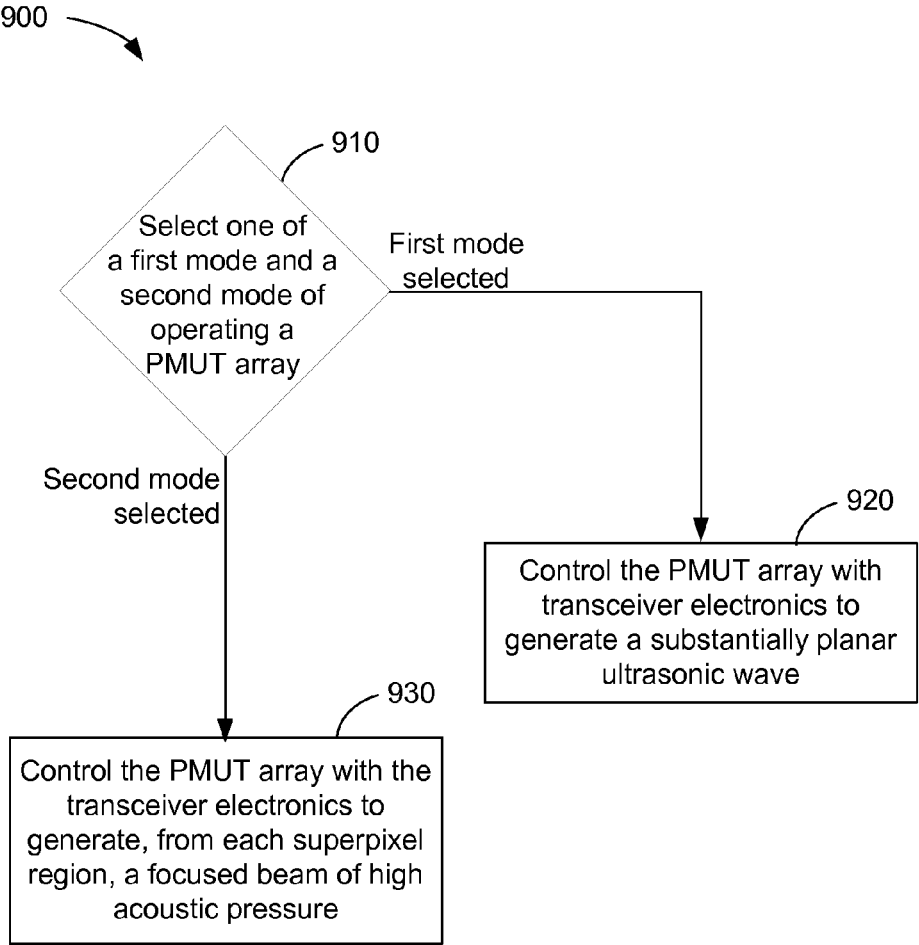 900
910
Select one of
a first mode and a
second mode of
operating a
PMUT array
First mode
selected
Second mode
selected
920
Control the PMUT array with
transceiver electronics to
generate a substantially planar
ultrasonic wave
930
Control the PMUT array with the
transceiver electronics to
generate, from each superpixel
region, a focused beam of high
acoustic pressure